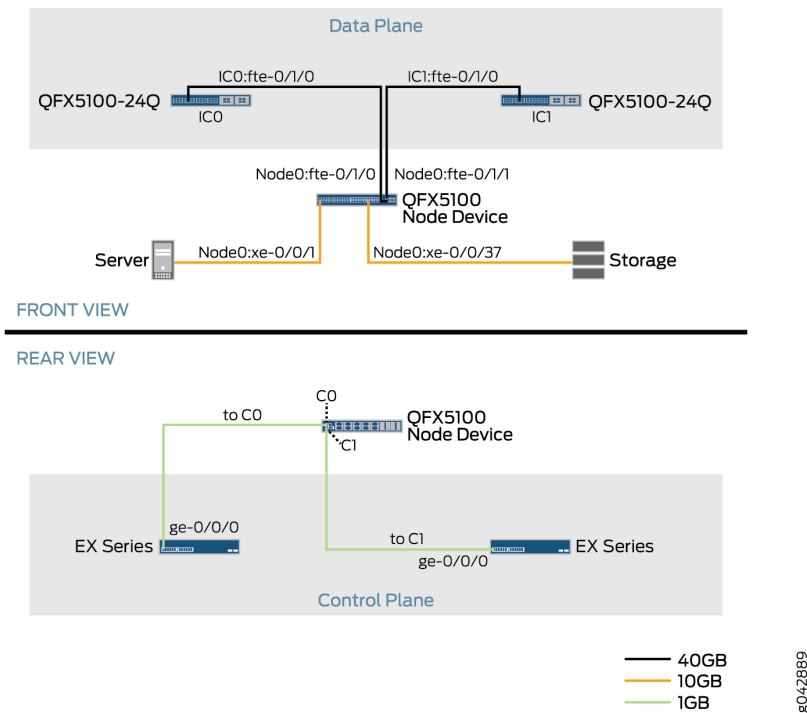 Data Plane
IC0:fte-0/1/0
IC1:fte-0/1/0
QFX5100-24Q
IC0
IC1
QFX5100-24Q
Node0:fte-0/1/0
Node0:fte-0/1/1
QFX5100
Node Device
Server
Node0:xe-0/0/1
Node0:xe-0/0/37
Storage
FRONT VIEW
REAR VIEW
C0
to C0
QFX5100
Node Device
C1
ge-0/0/0
EX Series
to C1
ge-0/0/0
EX Series
Control Plane
40GB
10GB
1GB
g042889